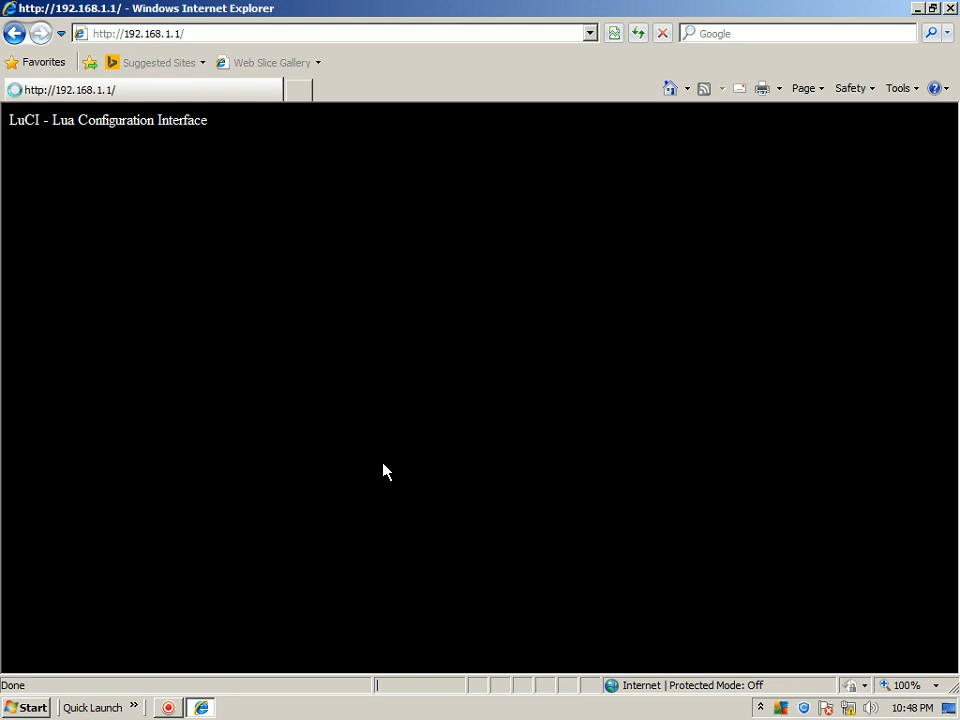 http://192.168.1.1/ - Windows Internet Explorer
http://192.168.1.1/
Google
Favorites
Suggested Sites
Web Slice Gallery
http://192.168.1.1/
Page
Safety
Tools
LuCI - Lua Configuration Interface
Done
Internet | Protected Mode: Off
100%
Start
Quick Launch
10:48 PM